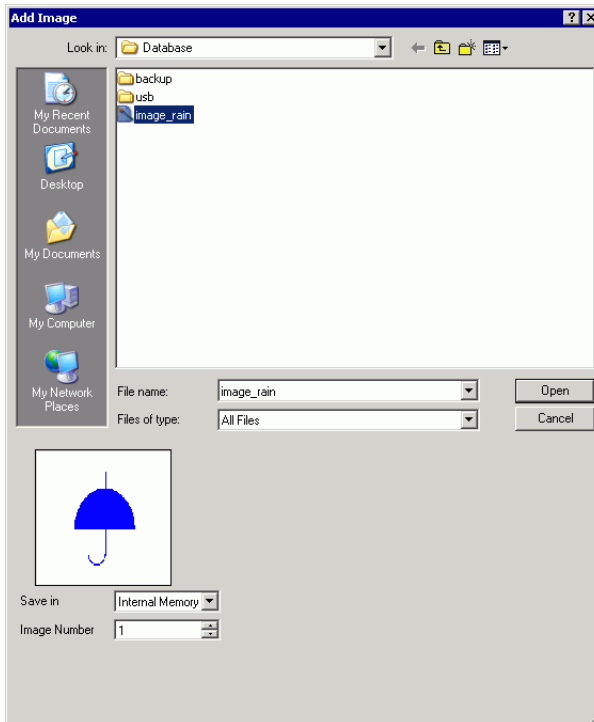 Add Image
Look in:
Database
backup
usb
image_rain
My Recent
Documents
Desktop
My Documents
My Computer
My Network
Places
File name:
image_rain
Open
Files of type:
All Files
Cancel
Save in
Internal Memory
Image Number
1